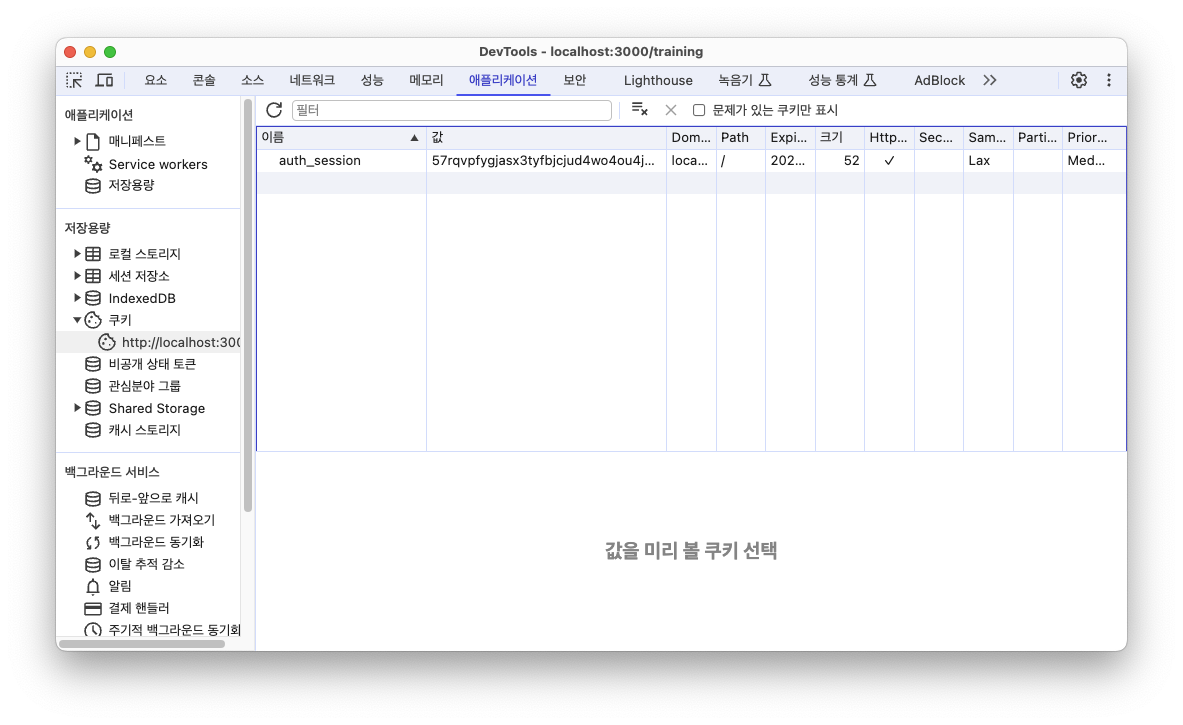 DevTools - localhost:3000/training
요소 콘솔 소스 네트워크 성능 메모리 애플리케이션 보안 Lighthouse 녹음기 성능 통계 AdBlock
애플리케이션
매니페스트
Service workers
저장용량
저장용량
로컬 스토리지
세션 저장소
IndexedDB
쿠키
http://localhost:300
비공개 상태 토큰
관심분야 그룹
Shared Storage
캐시 스토리지
백그라운드 서비스
뒤로-앞으로 캐시
백그라운드 가져오기
백그라운드 동기화
이탈 추적 감소
알림
결제 핸들러
주기적 백그라운드 동기화
필터 문제가 있는 쿠키만 표시
이름 값 Dom... Path Expi... 크기 Http... Sec... Sam... Parti... Prior...
auth_session 57rqvpfygjasx3tyfbjcjud4wo4ou4j... loca... / 202... 52 ✓ Lax Med...
값을 미리 볼 쿠키 선택